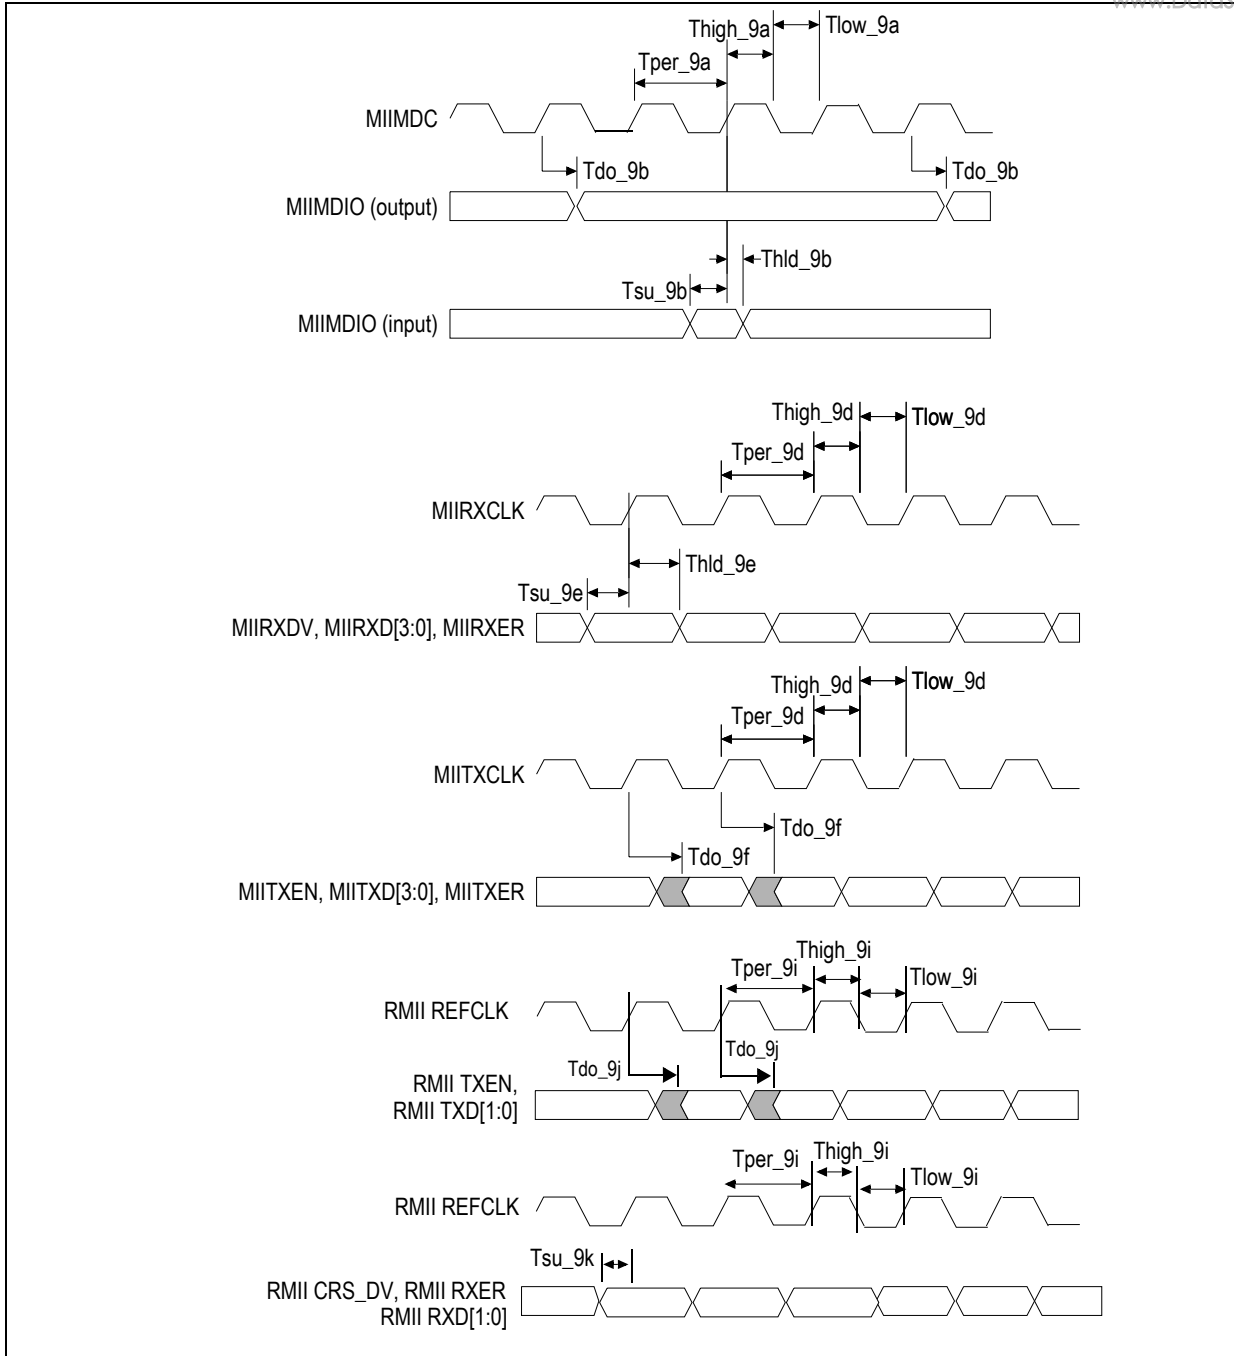 Thigh_9a Tlow_9a
Tper_9a
MIIMDC
Tdo_9b Tdo_9b
MIIMDIO (output)
Thld_9b
Tsu_9b
MIIMDIO (input)
Thigh_9d Tlow_9d
Tper_9d
MIIRXCLK
Thld_9e
Tsu_9e
MIIRXDV, MIIRXD[3:0], MIIRXER
Thigh_9d Tlow_9d
Tper_9d
MIITXCLK
Tdo_9f
Tdo_9f
MIITXEN, MIITXD[3:0], MIITXER
Thigh_9i
Tper_9i Tlow_9i
RMII REFCLK
Tdo_9j
Tdo_9j
RMII TXEN,
RMII TXD[1:0]
Thigh_9i
Tper_9i Tlow_9i
RMII REFCLK
Tsu_9k
RMII CRS_DV, RMII RXER
RMII RXD[1:0]